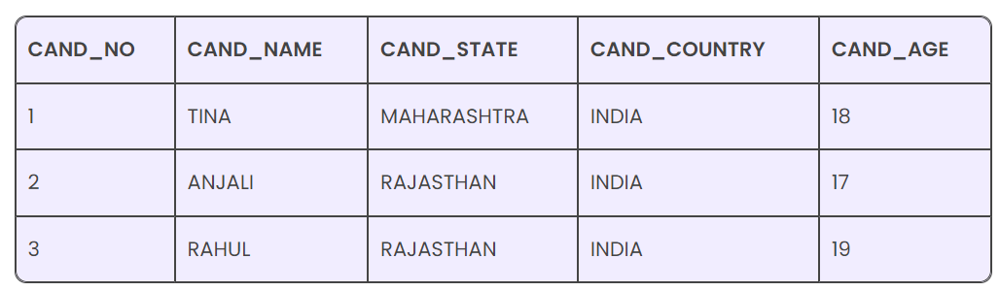 CAND_NO CAND_NAME CAND_STATE CAND_COUNTRY CAND_AGE
1 TINA MAHARASHTRA INDIA 18
2 ANJALI RAJASTHAN INDIA 17
3 RAHUL RAJASTHAN INDIA 19